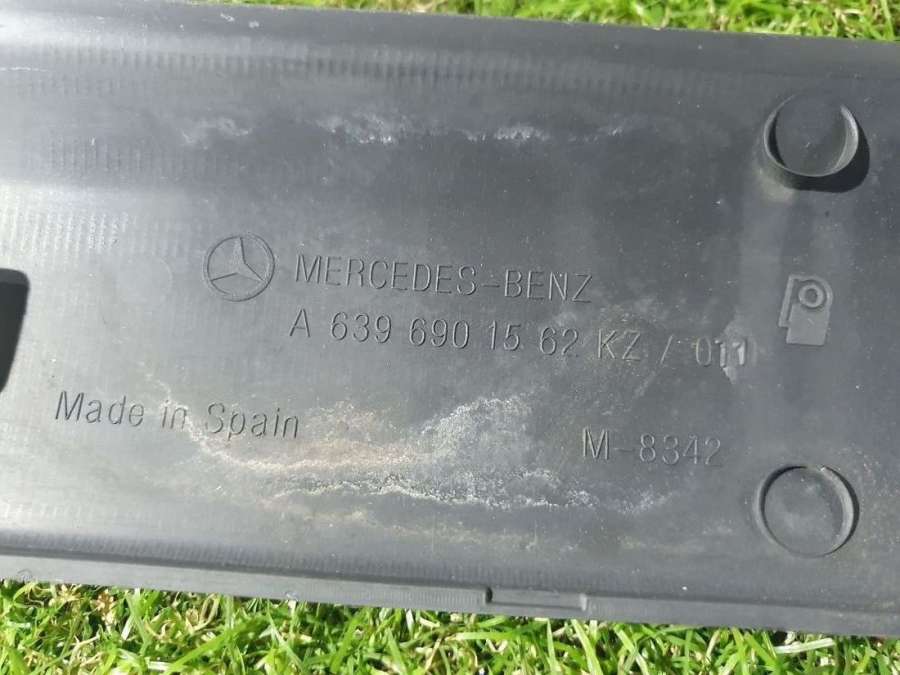 MERCEDES-BENZ
A 639 690 15 62 KZ / 011
Made in Spain
M-8342